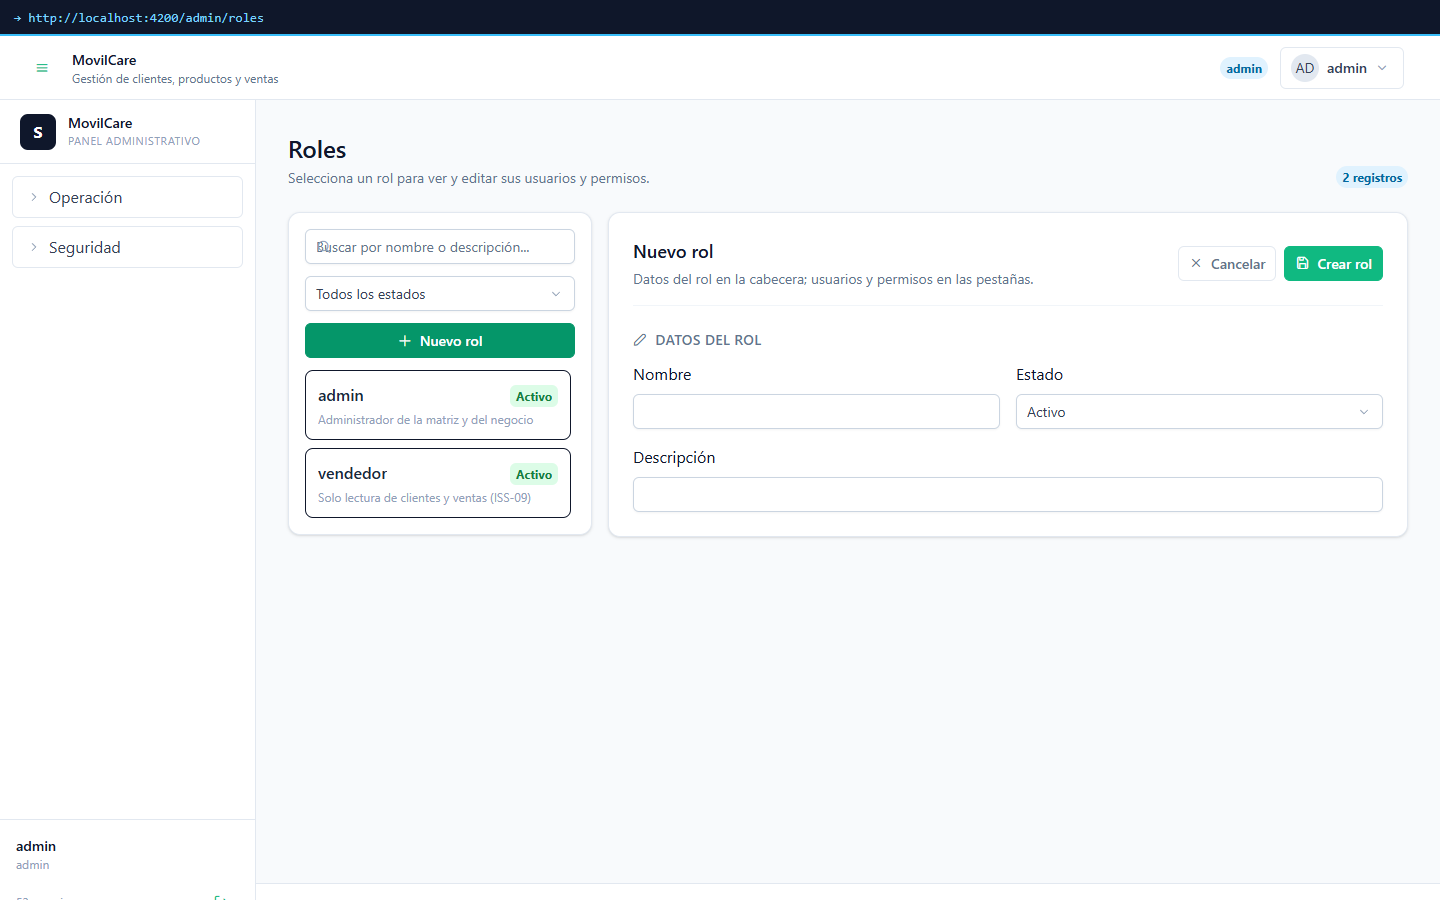 → http://localhost:4200/admin/roles
MovilCare
Gestión de clientes, productos y ventas
admin
AD admin
S
MovilCare
PANEL ADMINISTRATIVO
Operación
Seguridad
admin
admin
Roles
Selecciona un rol para ver y editar sus usuarios y permisos.
2 registros
Buscar por nombre o descripción...
Todos los estados
Nuevo rol
admin Activo
Administrador de la matriz y del negocio
vendedor Activo
Solo lectura de clientes y ventas (ISS-09)
Nuevo rol
Datos del rol en la cabecera; usuarios y permisos en las pestañas.
Cancelar
Crear rol
DATOS DEL ROL
Nombre
Estado
Activo
Descripción